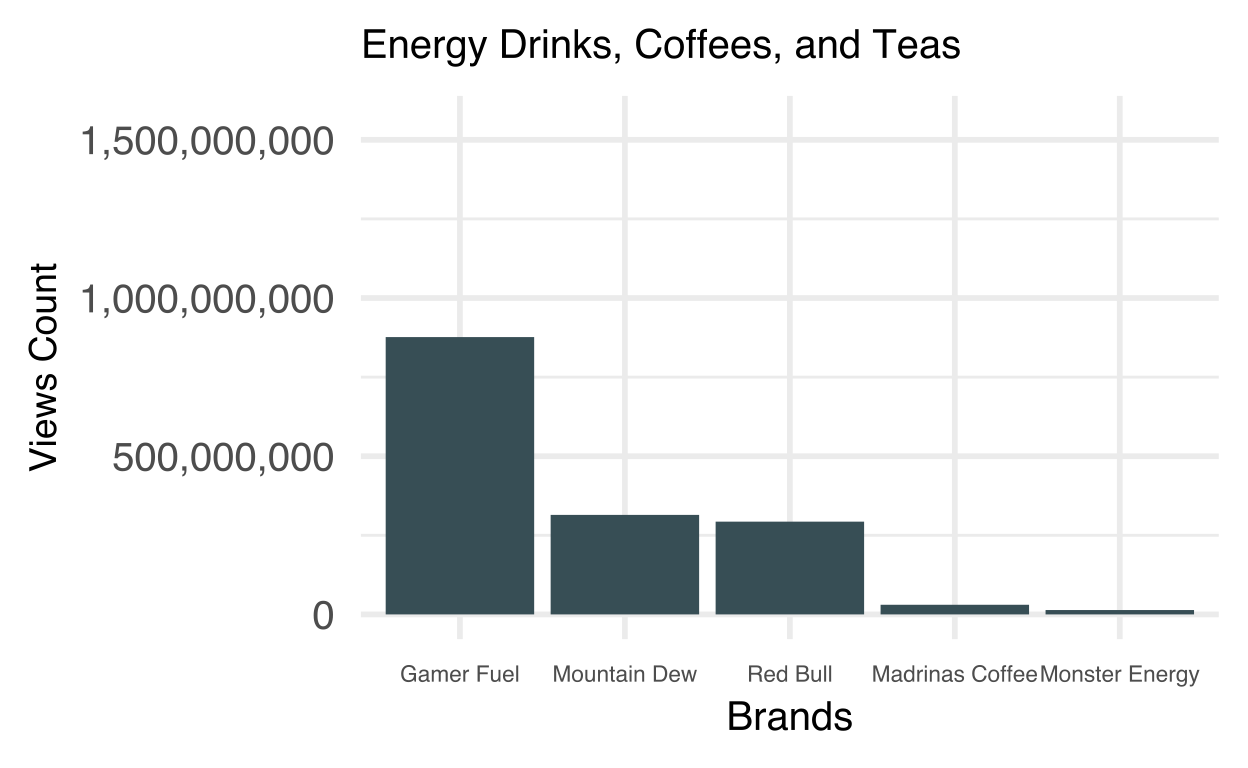 Energy Drinks, Coffees, and Teas
1,500,000,000
1,000,000,000
500,000,000
0
Views Count
Gamer Fuel
Mountain Dew
Red Bull
Madrinas Coffee
Monster Energy
Brands